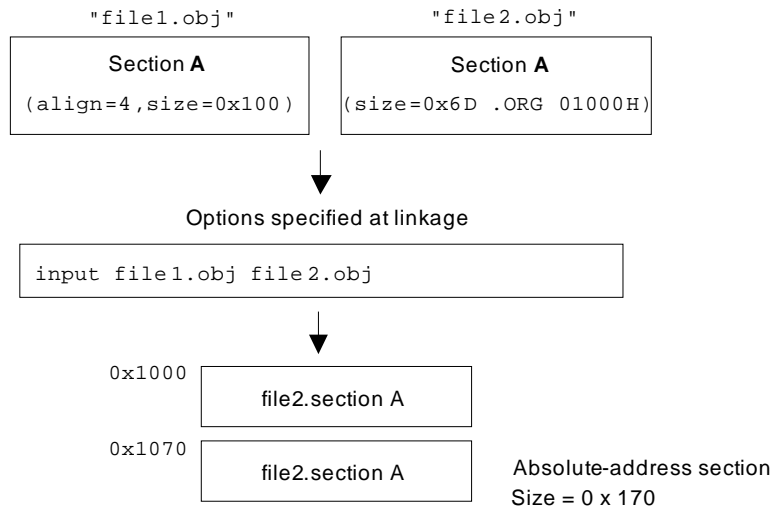 "file1.obj"
"file2.obj"
Section A
(align=4,size=0x100)
Section A
(size=0x6D .ORG 01000H)
Options specified at linkage
input file1.obj file2.obj
0x1000
file2.section A
0x1070
file2.section A
Absolute-address section
Size = 0 x 170